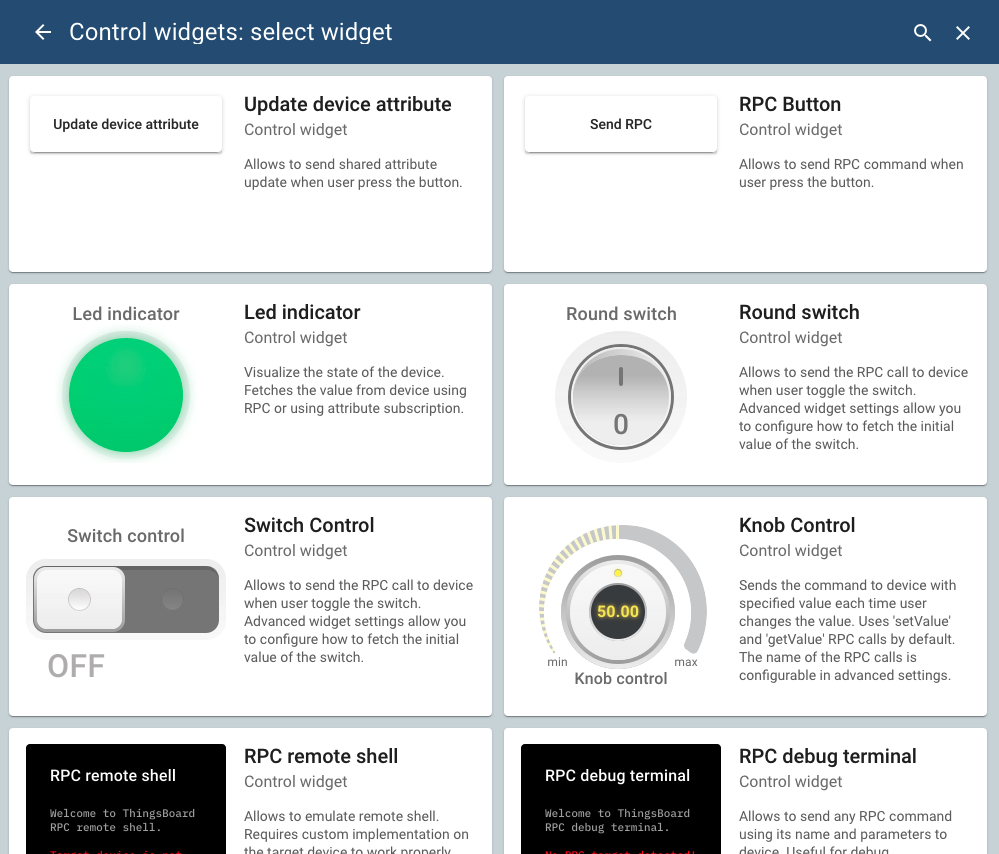 Control widgets: select widget
Update device attribute
Update device attribute
Control widget
Allows to send shared attribute
update when user press the button.
Send RPC
RPC Button
Control widget
Allows to send RPC command when
user press the button.
Led indicator
Led indicator
Control widget
Visualize the state of the device.
Fetches the value from device using
RPC or using attribute subscription.
Round switch
0
Round switch
Control widget
Allows to send the RPC call to device
when user toggle the switch.
Advanced widget settings allow you
to configure how to fetch the initial
value of the switch.
Switch control
OFF
Switch Control
Control widget
Allows to send the RPC call to device
when user toggle the switch.
Advanced widget settings allow you
to configure how to fetch the initial
value of the switch.
50.00
min
max
Knob control
Knob Control
Control widget
Sends the command to device with
specified value each time user
changes the value. Uses 'setValue'
and 'getValue' RPC calls by default.
The name of the RPC calls is
configurable in advanced settings.
RPC remote shell
Welcome to ThingsBoard
RPC remote shell.
Target device is not
RPC remote shell
Control widget
Allows to emulate remote shell.
Requires custom implementation on
the target device to work properly.
RPC debug terminal
Welcome to ThingsBoard
RPC debug terminal.
No RPC target detected!
RPC debug terminal
Control widget
Allows to send any RPC command
using its name and parameters to
device. Useful for debug